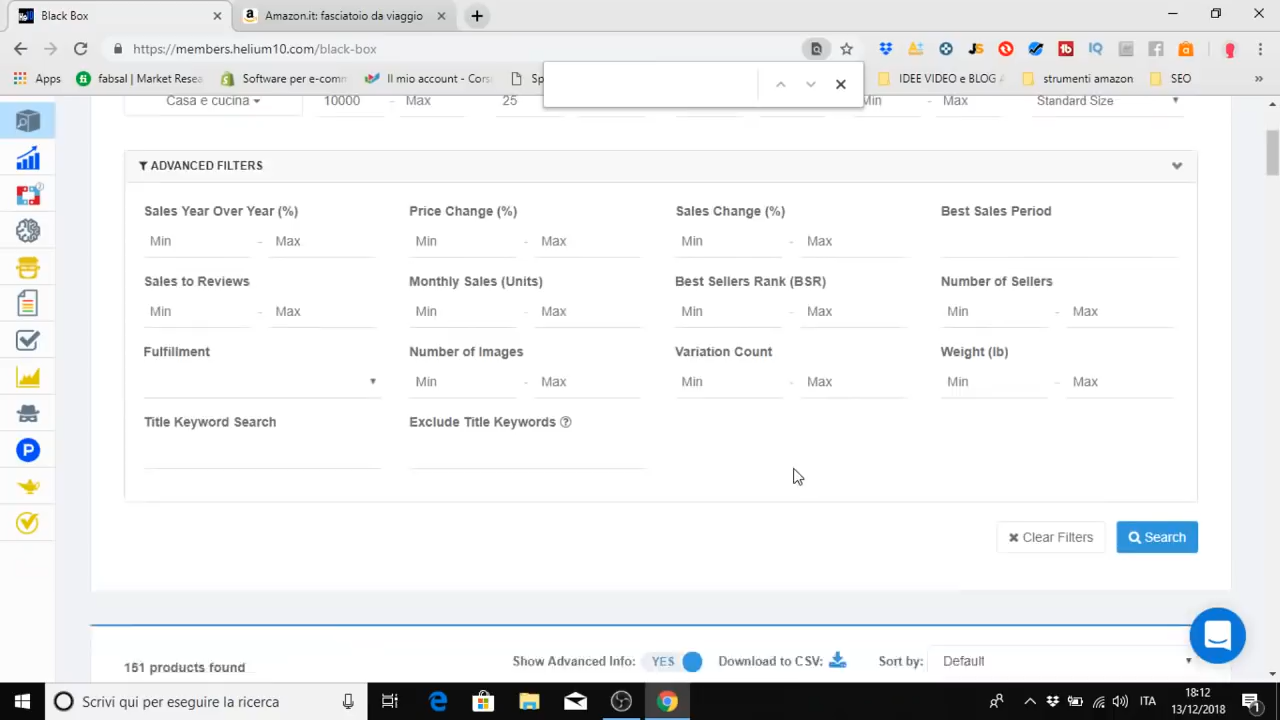 Black Box
Amazon.it: fasciatoio da viaggio
https://members.helium10.com/black-box
Apps
fabsal | Market Resea
Software per e-comm
Il mio account - Cors
Sp
IDEE VIDEO e BLOG A
strumenti amazon
SEO
»
Casa e cucina
10000 - Max
25
Min - Max
Standard Size
ADVANCED FILTERS
Sales Year Over Year (%)
Price Change (%)
Sales Change (%)
Best Sales Period
Min - Max
Min - Max
Min - Max
Sales to Reviews
Monthly Sales (Units)
Best Sellers Rank (BSR)
Number of Sellers
Min - Max
Min - Max
Min - Max
Min - Max
Fulfillment
Number of Images
Variation Count
Weight (lb)
Min - Max
Min - Max
Min - Max
Title Keyword Search
Exclude Title Keywords ?
Clear Filters
Search
151 products found
Show Advanced Info: YES
Download to CSV:
Sort by: Default
Scrivi qui per eseguire la ricerca
ITA
18:12
13/12/2018